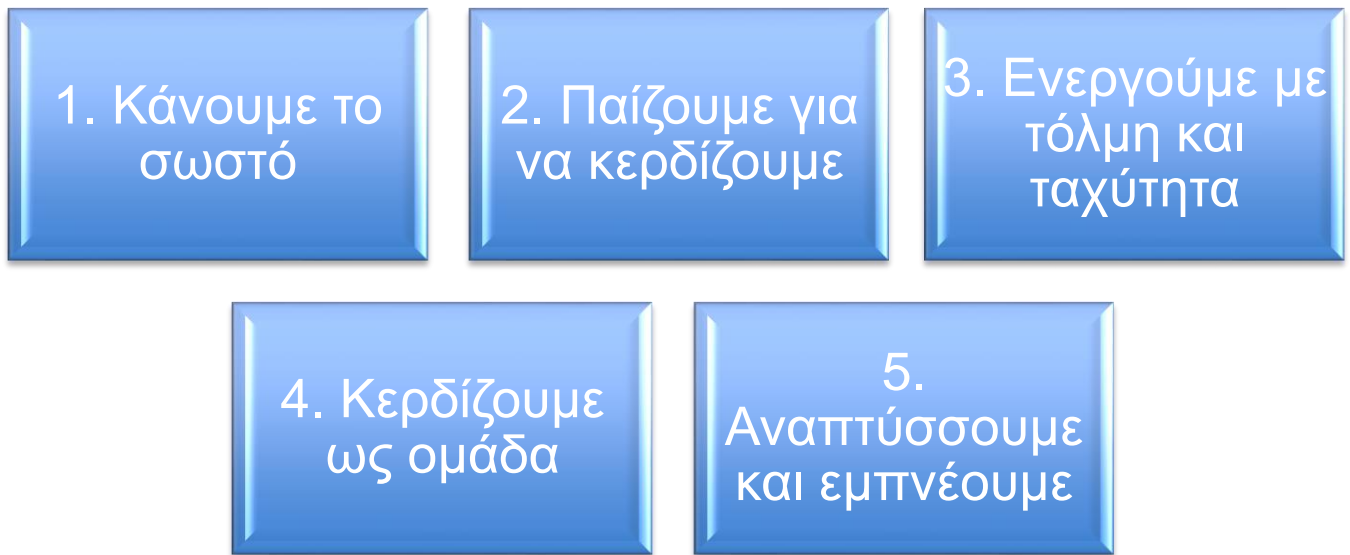 1. Κάνουμε το
σωστό
2. Παίζουμε για
να κερδίζουμε
3. Ενεργούμε με
τόλμη και
ταχύτητα
4. Κερδίζουμε
ως ομάδα
5.
Αναπτύσσουμε
και εμπνέουμε